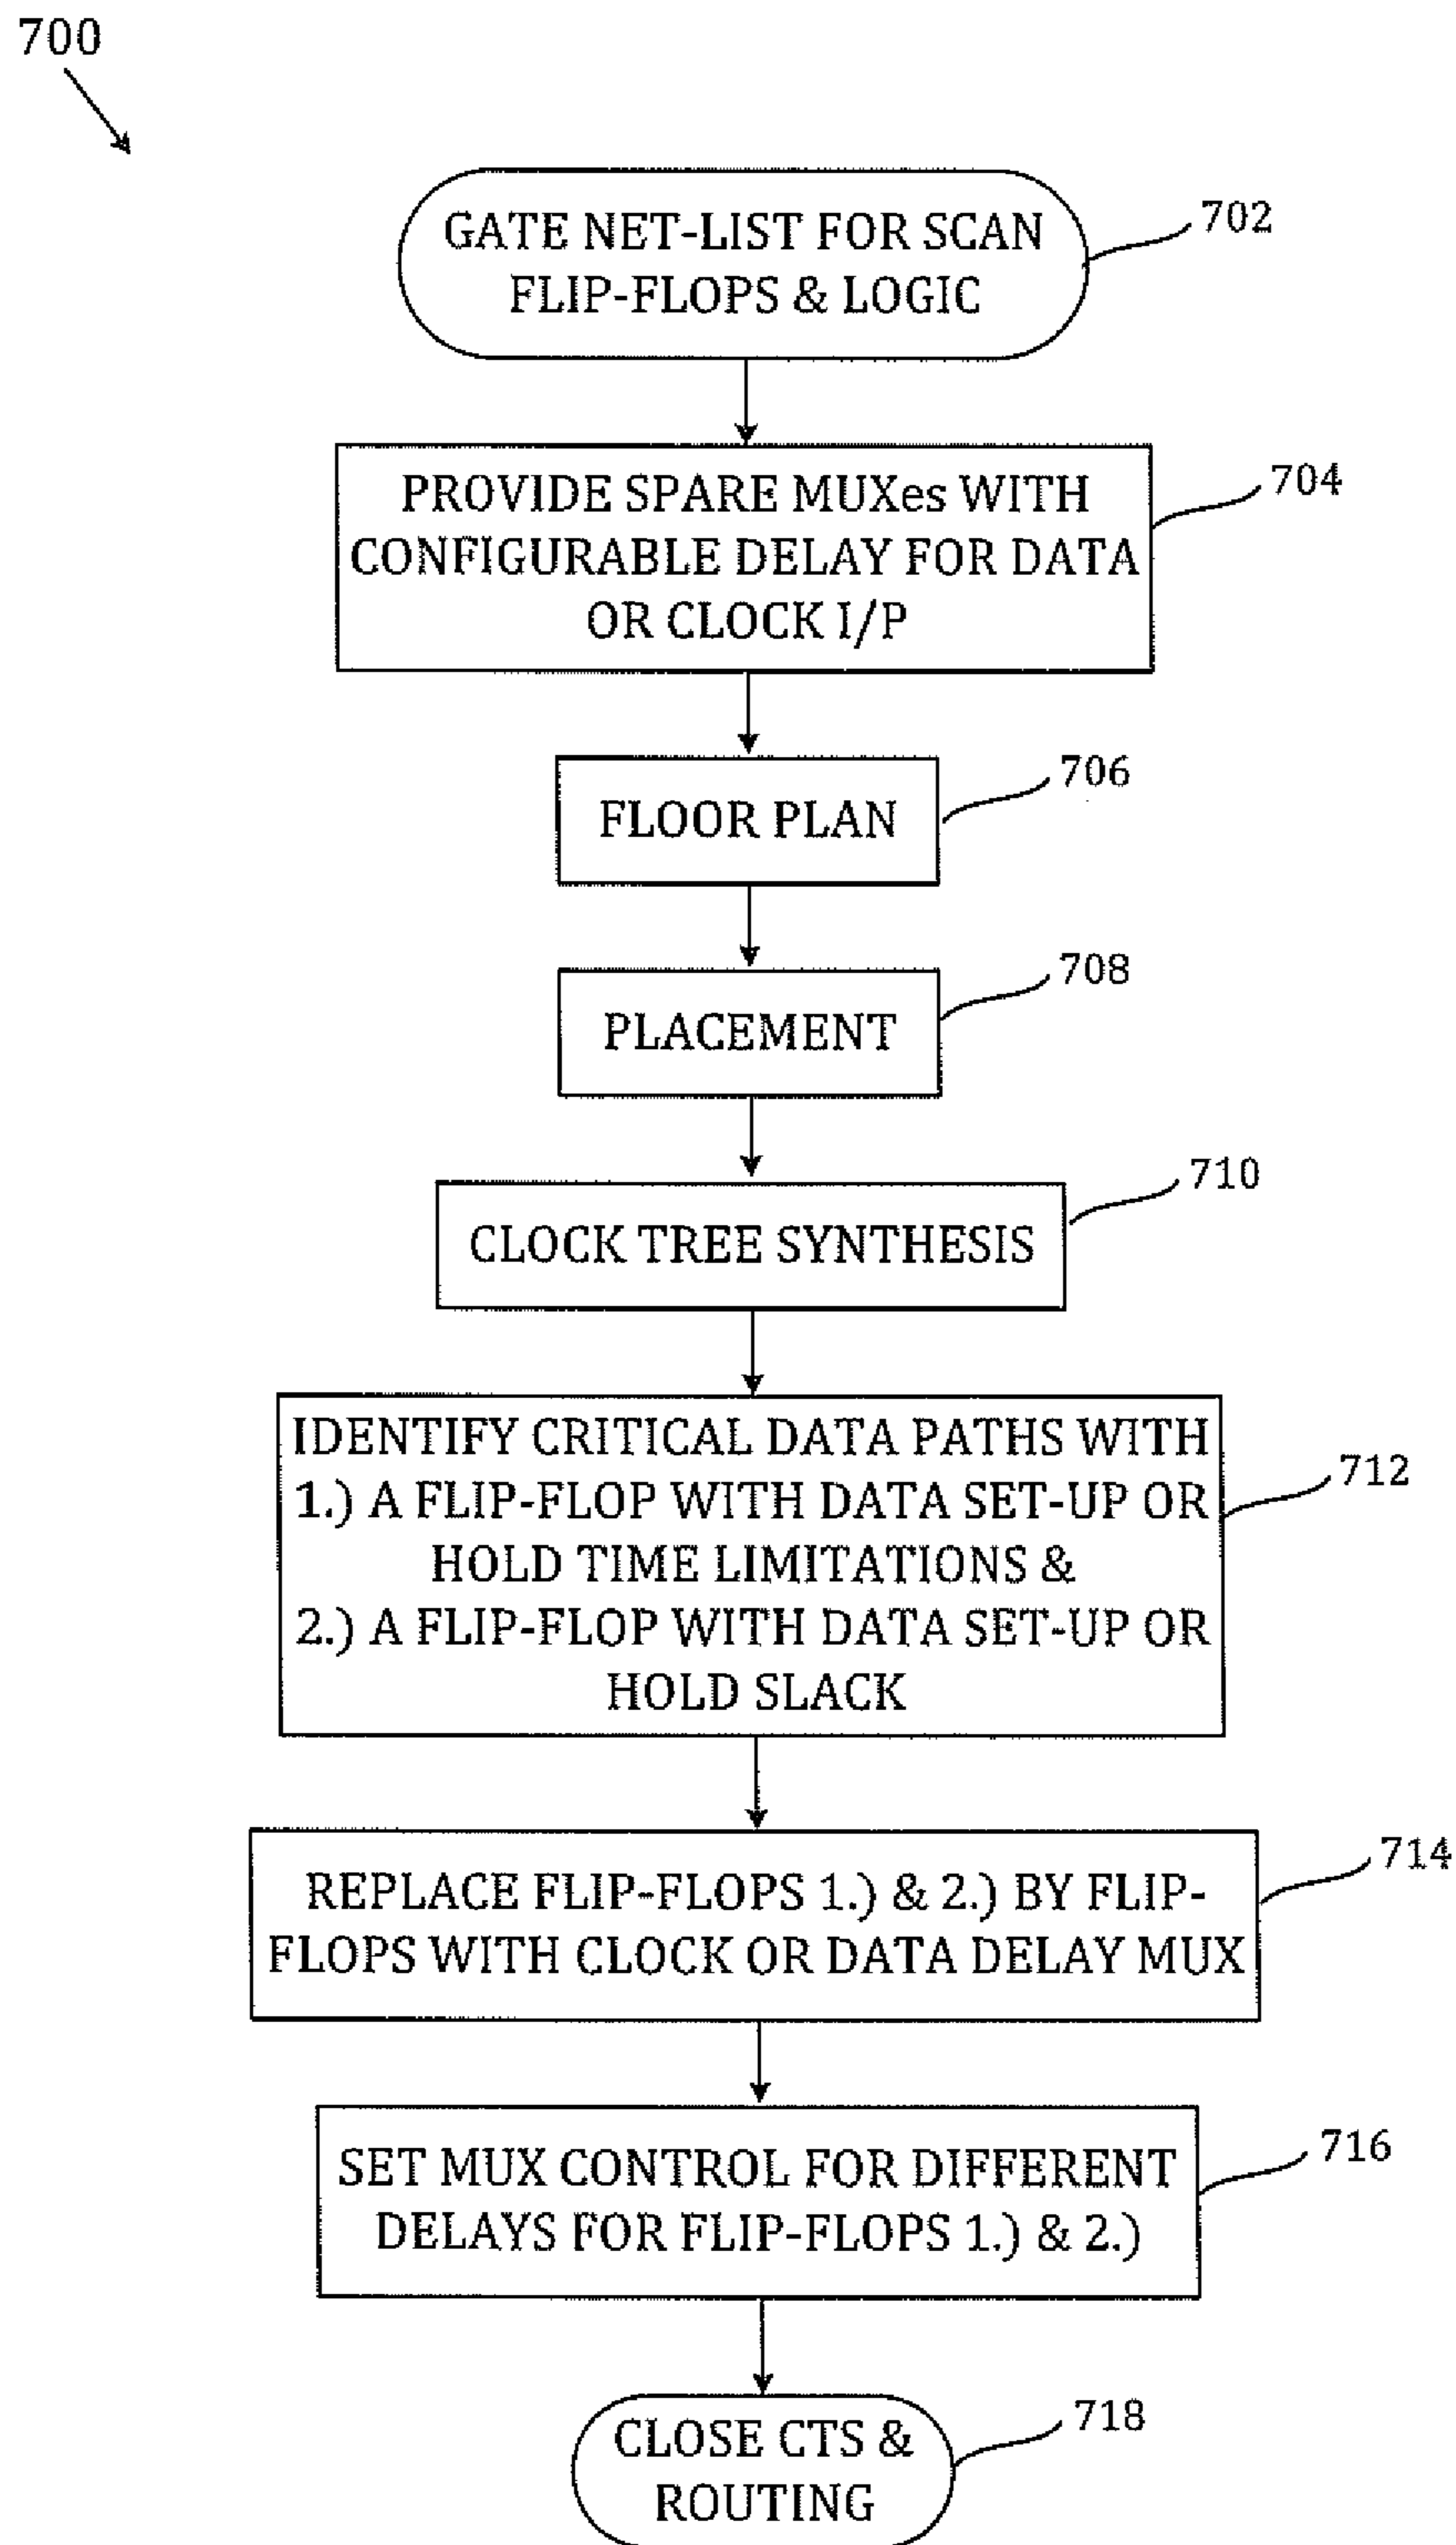 700
GATE NET-LIST FOR SCAN
FLIP-FLOPS & LOGIC
702
PROVIDE SPARE MUXes WITH
CONFIGURABLE DELAY FOR DATA
OR CLOCK I/P
704
FLOOR PLAN
706
PLACEMENT
708
CLOCK TREE SYNTHESIS
710
IDENTIFY CRITICAL DATA PATHS WITH
1.) A FLIP-FLOP WITH DATA SET-UP OR
HOLD TIME LIMITATIONS &
2.) A FLIP-FLOP WITH DATA SET-UP OR
HOLD SLACK
712
REPLACE FLIP-FLOPS 1.) & 2.) BY FLIP-
FLOPS WITH CLOCK OR DATA DELAY MUX
714
SET MUX CONTROL FOR DIFFERENT
DELAYS FOR FLIP-FLOPS 1.) & 2.)
716
CLOSE CTS &
ROUTING
718